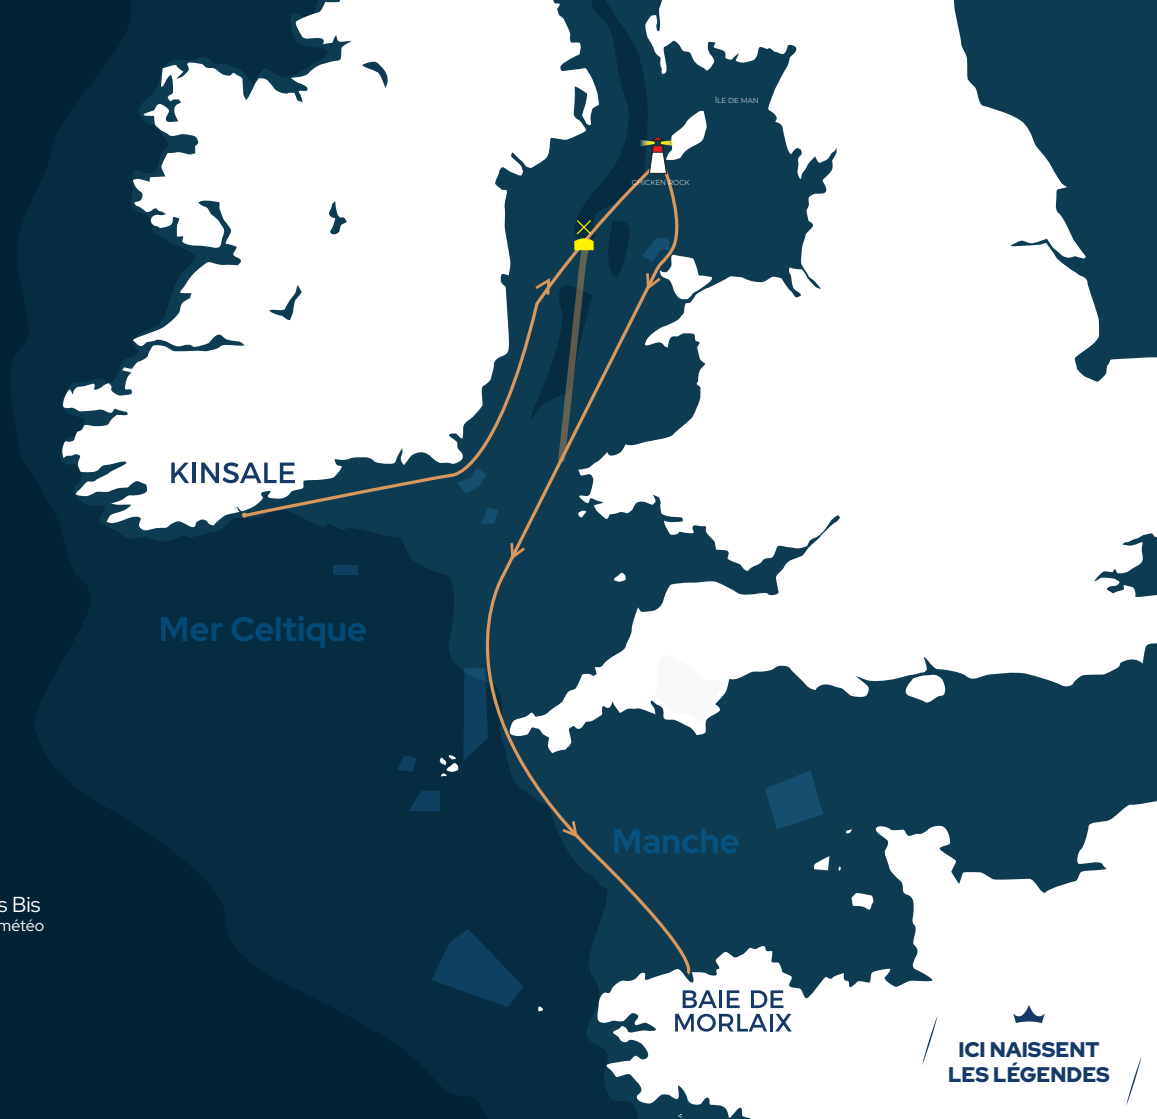 ÎLE DE MAN
CHICKEN ROCK
KINSALE
Mer Celtique
Manche
s Bis
météo
BAIE DE
MORLAIX
ICI NAISSENT
LES LÉGENDES